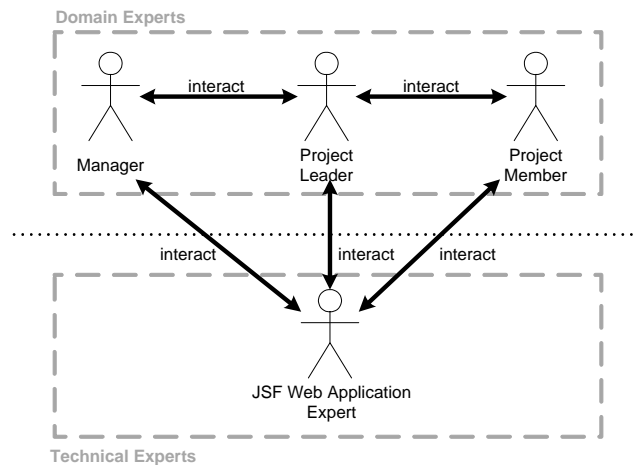 Domain Experts
interact
interact
Manager
Project
Leader
Project
Member
interact
interact
interact
JSF Web Application
Expert
Technical Experts